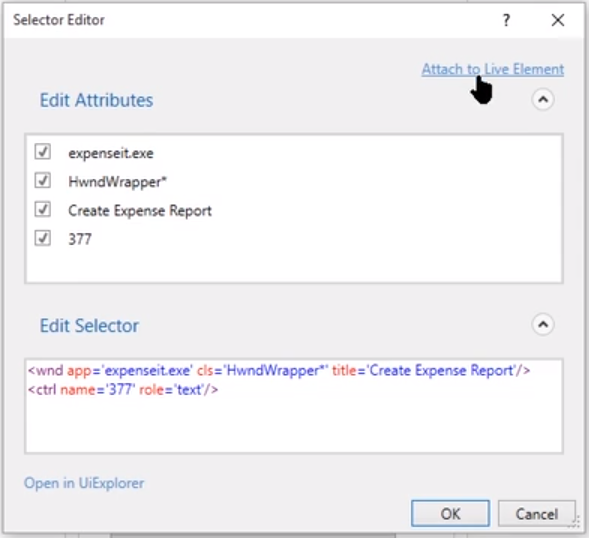 Selector Editor
?
Attach to Live Element
Edit Attributes
expenseit.exe
HwndWrapper*
Create Expense Report
377
Edit Selector
<wnd app='expenseit.exe' cls='HwndWrapper*' title='Create Expense Report'/>
<ctrl name='377' role='text'/>
Open in UiExplorer
OK Cancel